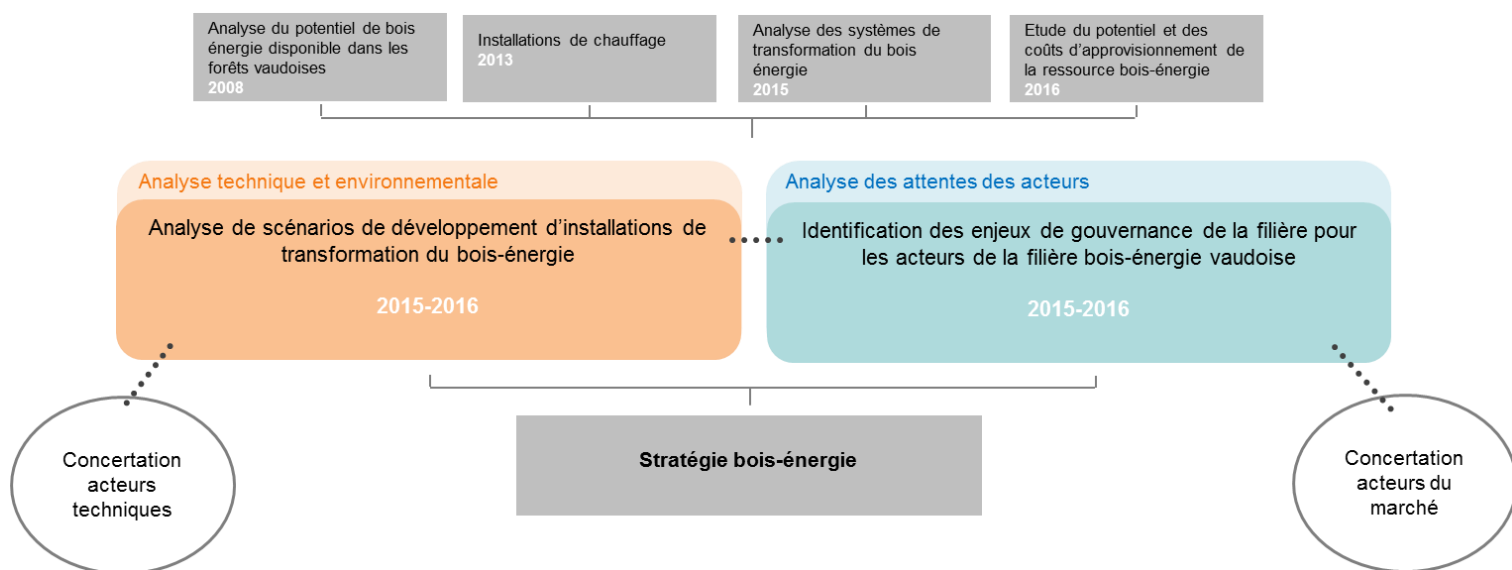 Analyse du potentiel de bois
énergie disponible dans les
forêts vaudoises
2008
Installations de chauffage
2013
Analyse des systèmes de
transformation du bois
énergie
2015
Etude du potentiel et des
coûts d'approvisionnement de
la ressource bois-énergie
2016
Analyse technique et environnementale
Analyse de scénarios de développement d'installations de
transformation du bois-énergie
2015-2016
Analyse des attentes des acteurs
Identification des enjeux de gouvernance de la filière pour
les acteurs de la filière bois-énergie vaudoise
2015-2016
Concertation
acteurs
techniques
Stratégie bois-énergie
Concertation
acteurs du
marché